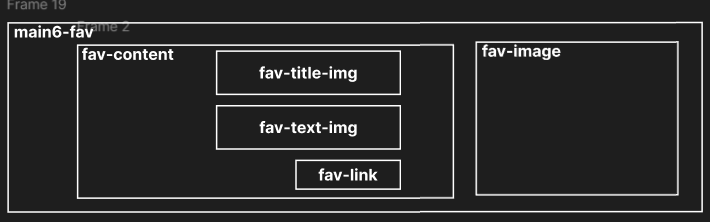 Frame 19
main6-fav
Frame 2
fav-content
fav-title-img
fav-text-img
fav-link
fav-image